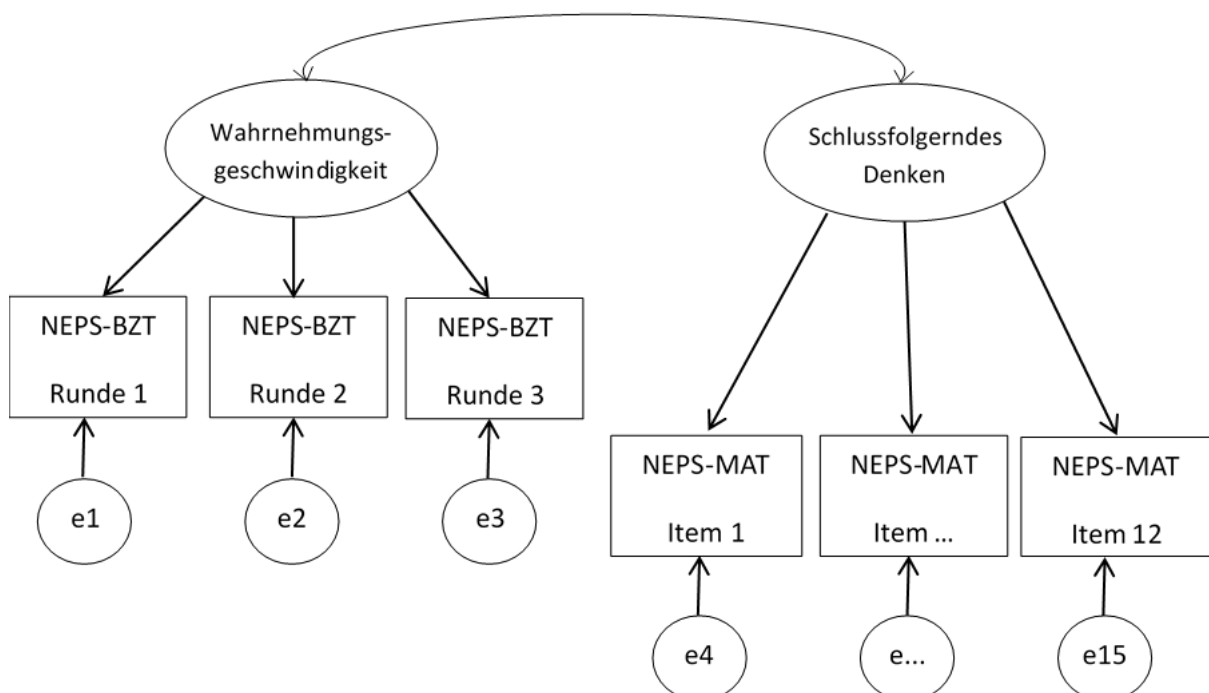 Wahrnehmungs-
geschwindigkeit
Schlussfolgerndes
Denken
NEPS-BZT
Runde 1
NEPS-BZT
Runde 2
NEPS-BZT
Runde 3
e1
e2
e3
NEPS-MAT
Item 1
NEPS-MAT
Item ...
NEPS-MAT
Item 12
e4
e...
e15